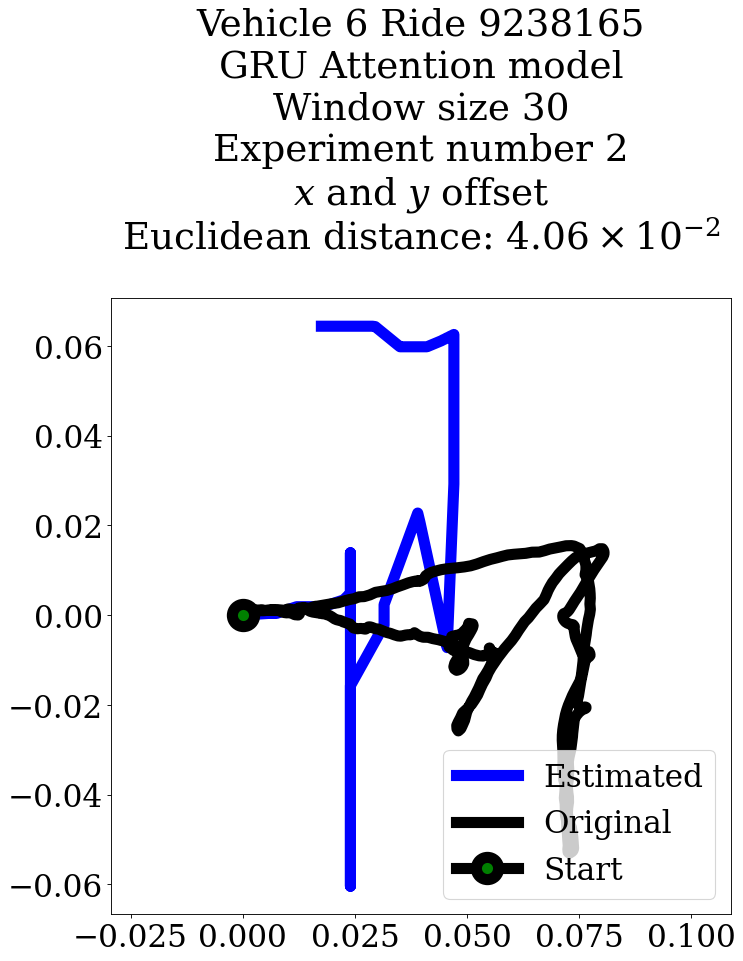 Vehicle 6 Ride 9238165
GRU Attention model
Window size 30
Experiment number 2
x and y offset
Euclidean distance: 4.06 × 10⁻²
0.06
0.04
0.02
0.00
−0.02
−0.04
−0.06
−0.025 0.000 0.025 0.050 0.075 0.100
Estimated
Original
Start